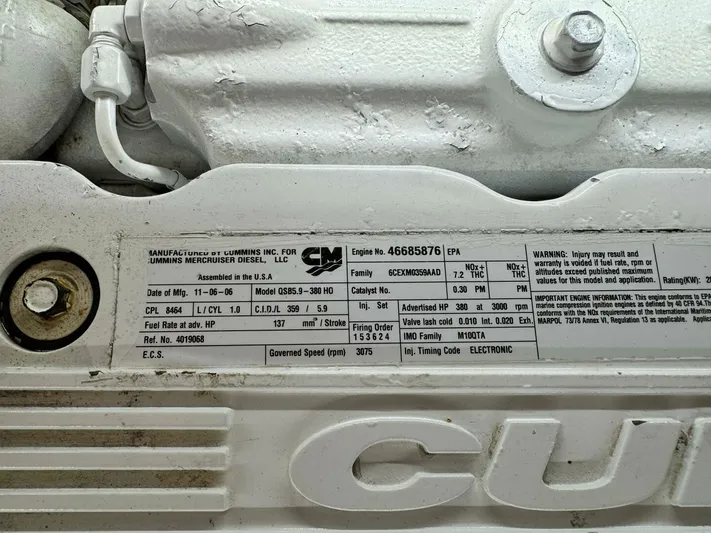 MANUFACTURED BY CUMMINS INC. FOR
CUMMINS MERCRUISER DIESEL, LLC
Assembled in the U.S.A
CM
Engine No. 46685876 EPA
Family 6CEXM0359AAD 7.2 NOx+ THC NOx+ THC
Date of Mfg. 11-06-06 Model QSB5.9-380 HO Catalyst No. 0.30 PM PM
CPL 8464 L / CYL 1.0 C.I.D./L 359 / 5.9 Inj. Set Advertised HP 380 at 3000 rpm
Fuel Rate at adv. HP 137 mm³ / Stroke Firing Order Valve lash cold 0.010 Int. 0.020 Exh.
Ref. No. 4019068 153624 IMO Family M10QTA
E.C.S. Governed Speed (rpm) 3075 Inj. Timing Code ELECTRONIC
WARNING: Injury may result and
warranty is voided if fuel rate, rpm or
altitudes exceed published maximum
values for this model and application.
Rating(KW):
IMPORTANT ENGINE INFORMATION: This engine conforms to EPA
marine compression ignition engines as defined by 40 CFR 94.
conforms with the NOx requirements of the International
MARPOL 73/78 Annex VI, Regulation 13 as applicable.
CU